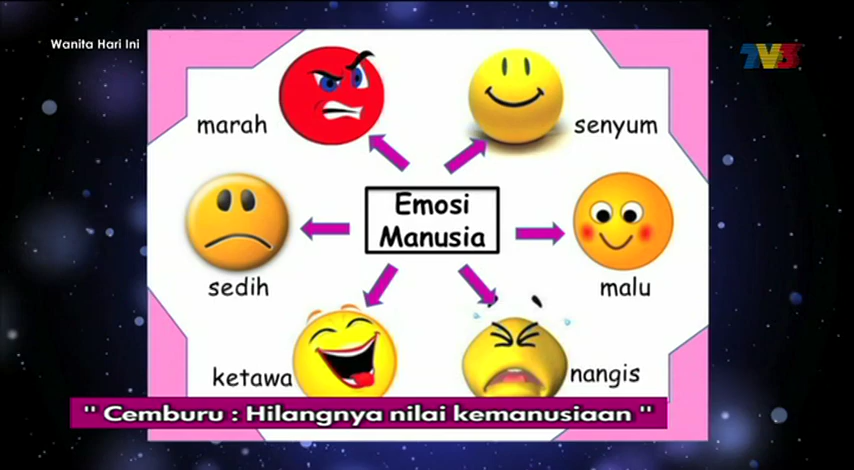 Wanita Hari Ini
TV3
marah
senyum
Emosi
Manusia
sedih
malu
ketawa
nangis
" Cemburu : Hilangnya nilai kemanusiaan "